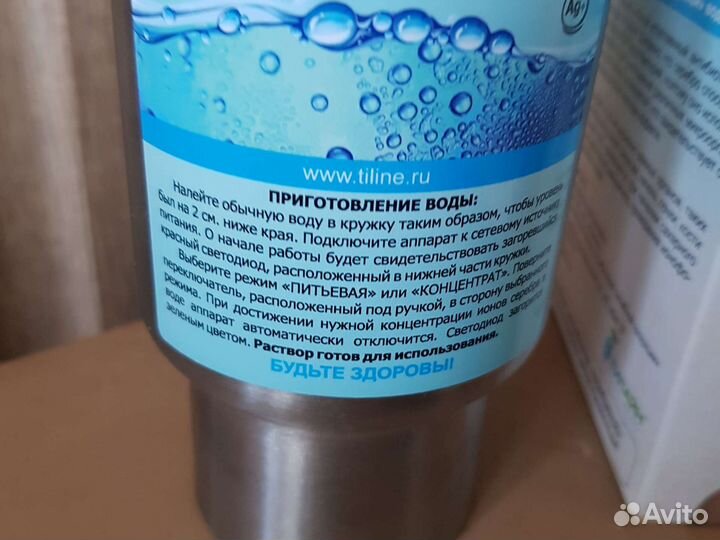 Ag+
www.tiline.ru
ПРИГОТОВЛЕНИЕ ВОДЫ:
Налейте обычную воду в кружку таким образом, чтобы уровень
был на 2 см. ниже края. Подключите аппарат к сетевому источнику
питания. О начале работы будет свидетельствовать загоревшийся
красный светодиод, расположенный в нижней части кружки.
Выберите режим «ПИТЬЕВАЯ» или «КОНЦЕНТРАТ». Поверните
переключатель, расположенный под ручкой, в сторону выбранного
режима. При достижении нужной концентрации ионов серебра в
воде аппарат автоматически отключится. Светодиод загорится
зеленым цветом. Раствор готов для использования.
БУДЬТЕ ЗДОРОВЫ!
Avito